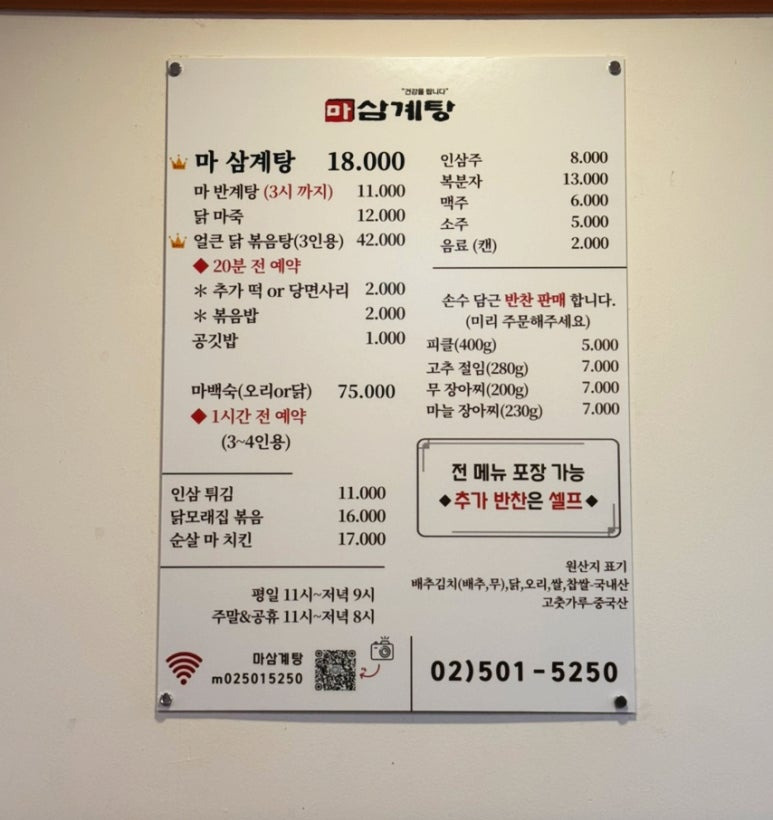 "건강을 팝니다"
마삼계탕
마 삼계탕 18.000
마 반계탕 (3시 까지) 11.000
닭 마죽 12.000
얼큰 닭 볶음탕(3인용) 42.000
◆ 20분 전 예약
* 추가 떡 or 당면사리 2.000
* 볶음밥 2.000
공깃밥 1.000
마백숙(오리or닭) 75.000
◆ 1시간 전 예약
(3~4인용)
인삼 튀김 11.000
닭모래집 볶음 16.000
순살 마 치킨 17.000
평일 11시~저녁 9시
주말&공휴 11시~저녁 8시
마삼계탕
m025015250
인삼주 8.000
복분자 13.000
맥주 6.000
소주 5.000
음료 (캔) 2.000
손수 담근 반찬 판매 합니다.
(미리 주문해주세요)
피클(400g) 5.000
고추 절임(280g) 7.000
무 장아찌(200g) 7.000
마늘 장아찌(230g) 7.000
전 메뉴 포장 가능
◆추가 반찬은 셀프◆
원산지 표기
배추김치(배추,무),닭,오리,쌀,찹쌀-국내산
고춧가루-중국산
02)501-5250